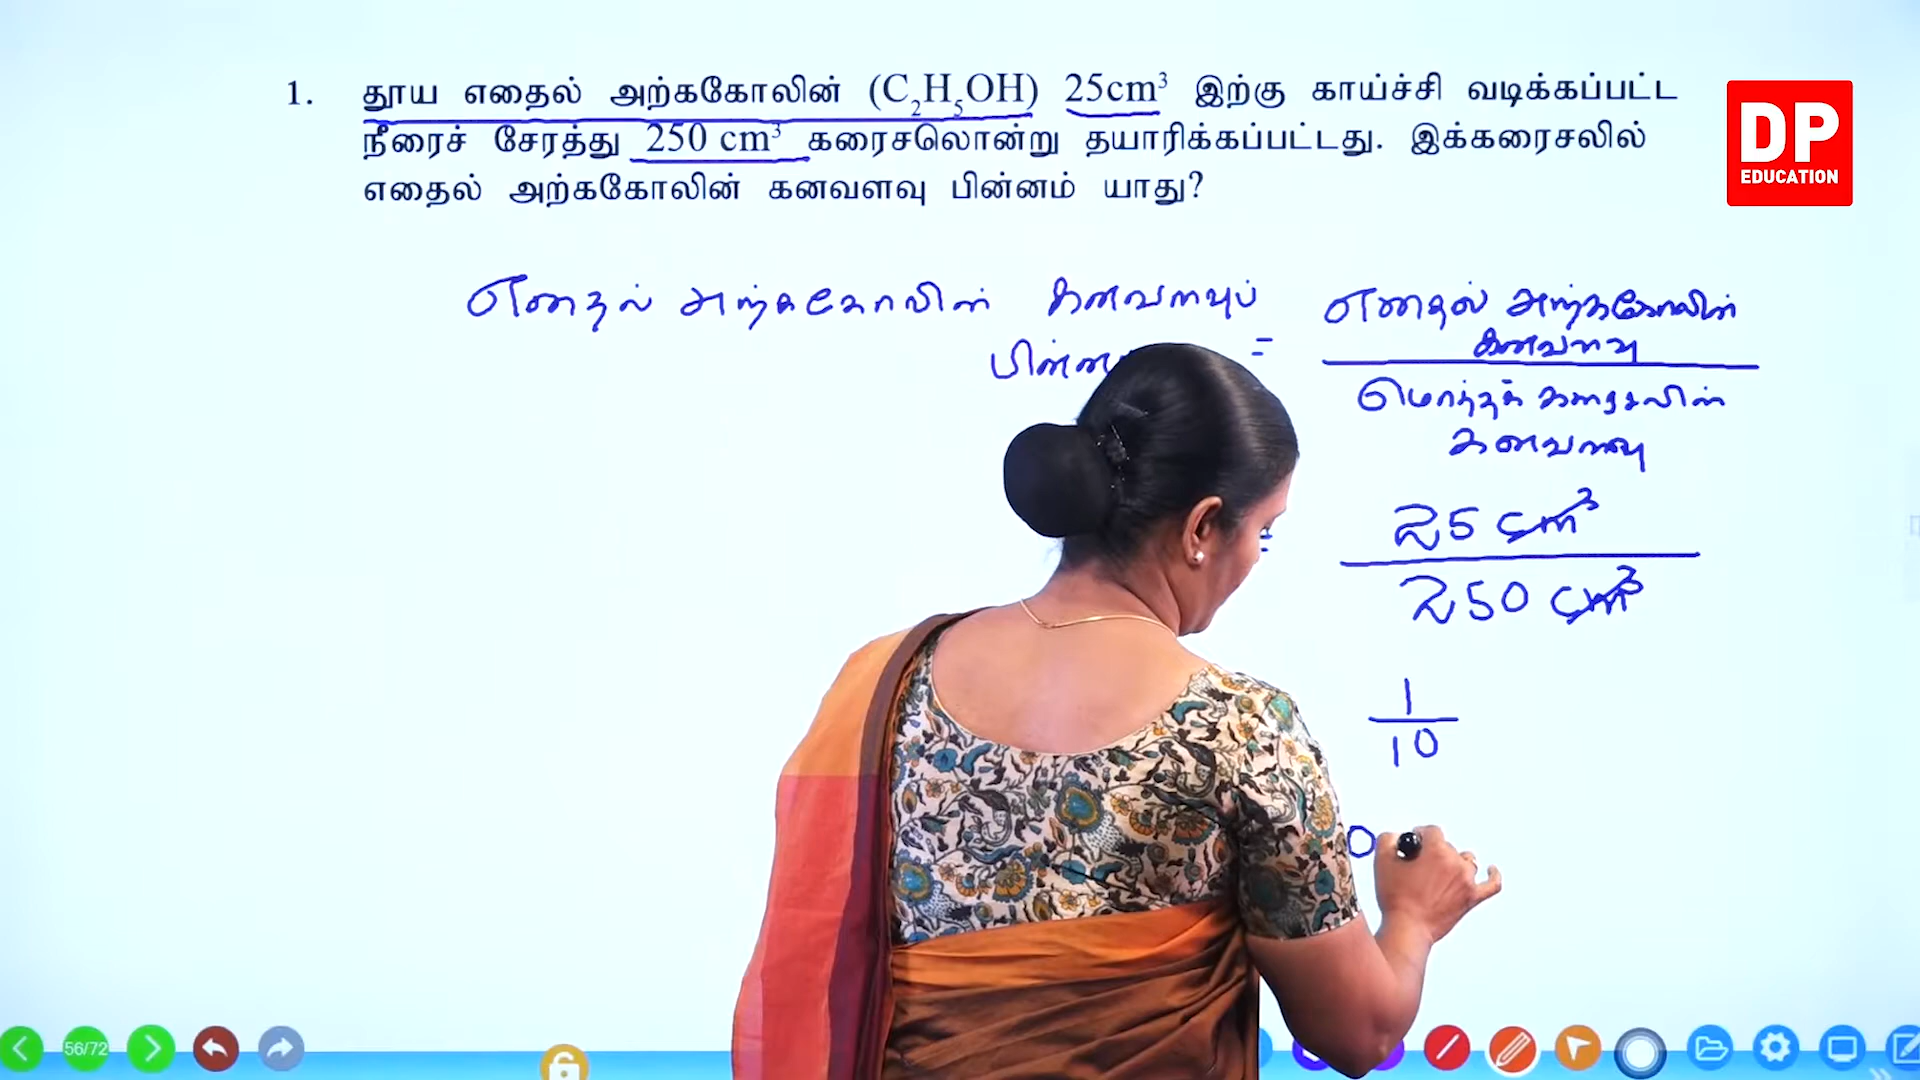 1. தூய எதைல் அற்ககோலின் (C₂H₅OH) 25cm³ இற்கு காய்ச்சி வடிக்கப்பட்ட
நீரைச் சேரத்து 250 cm³ கரைசலொன்று தயாரிக்கப்பட்டது. இக்கரைசலில்
எதைல் அற்ககோலின் கனவளவு பின்னம் யாது?
DP
EDUCATION
எதைல் அற்ககோலின் கனவளவுப்
=
எதைல் அற்ககோலின்
கனவளவு
மொத்தக் கரைசலின்
கனவளவு
=
25 cm³
250 cm³
1
10
0
56/72